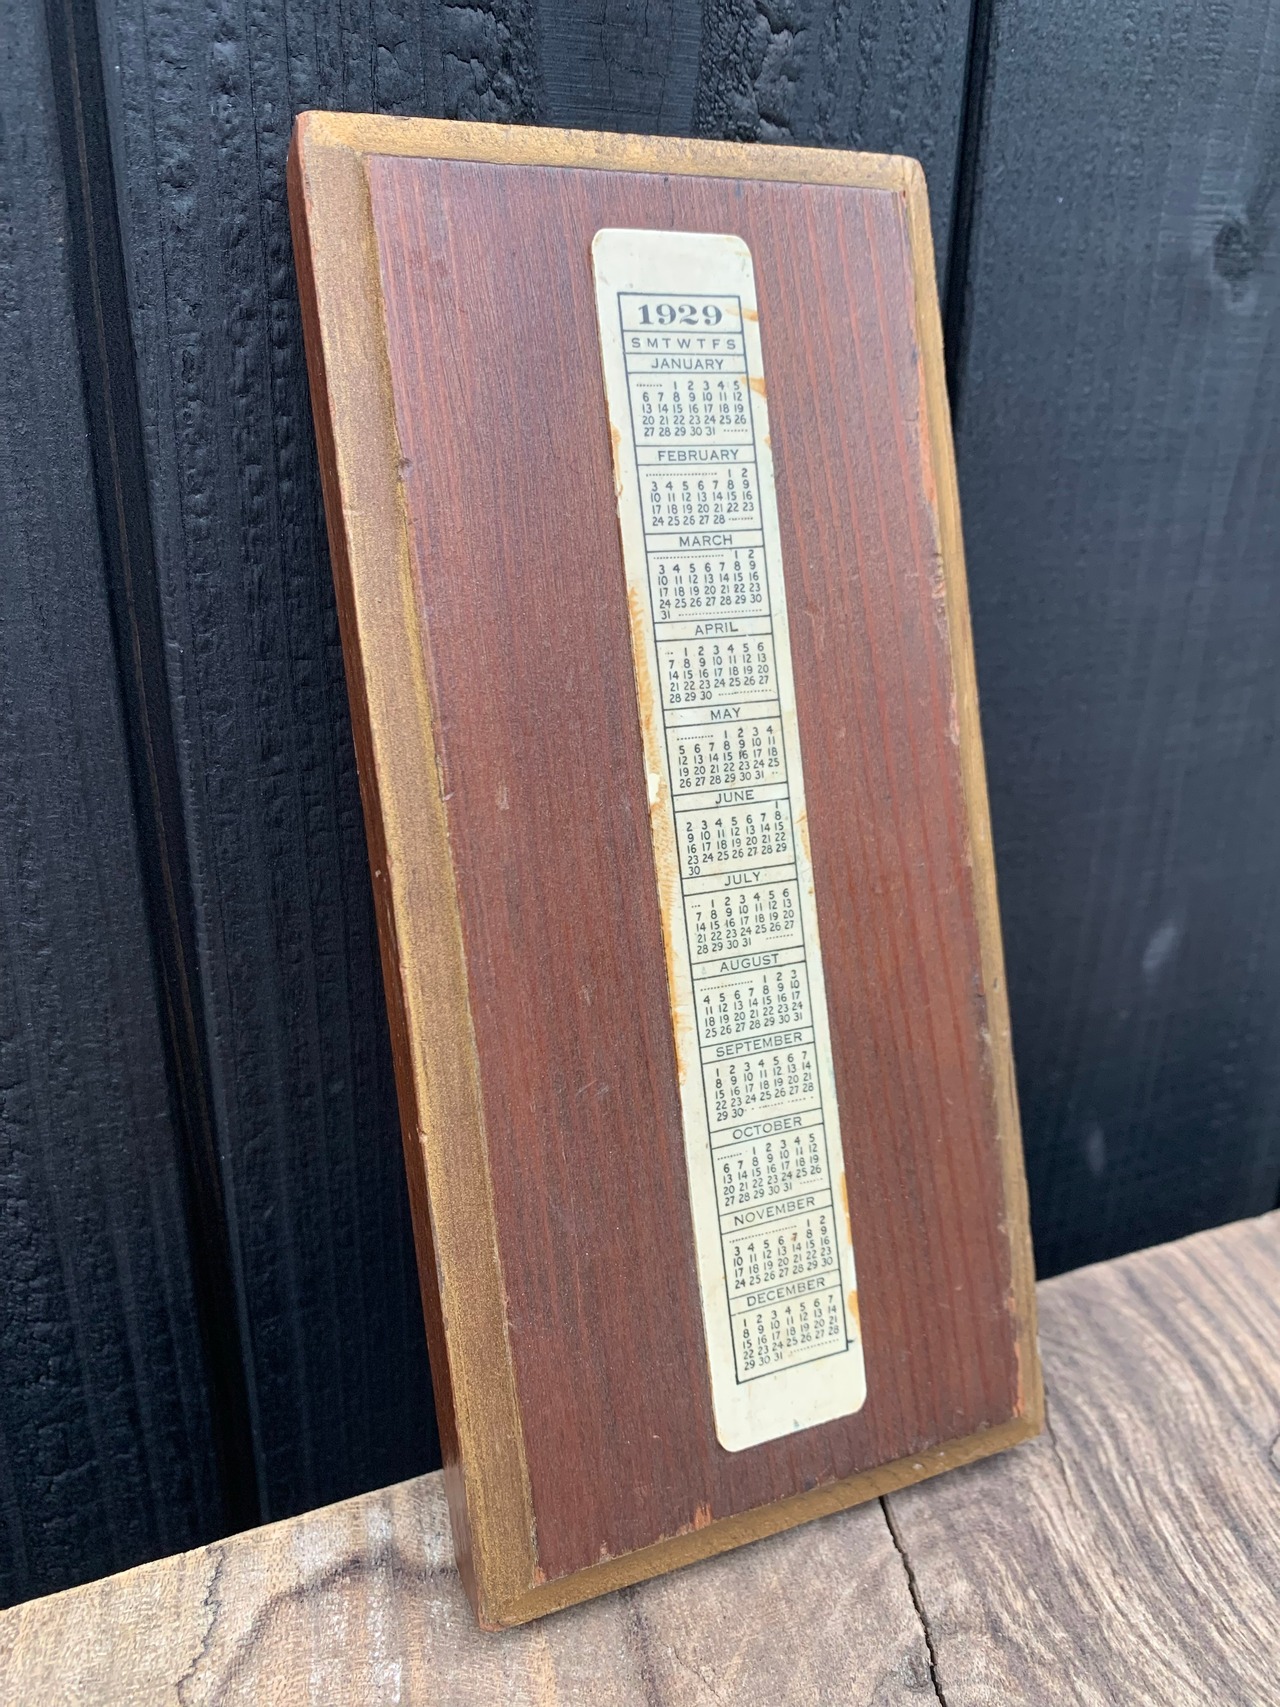 1929
S M T W T F S
JANUARY
1 2 3 4 5
6 7 8 9 10 11 12
13 14 15 16 17 18 19
20 21 22 23 24 25 26
27 28 29 30 31
FEBRUARY
1 2
3 4 5 6 7 8 9
10 11 12 13 14 15 16
17 18 19 20 21 22 23
24 25 26 27 28
MARCH
1 2
3 4 5 6 7 8 9
10 11 12 13 14 15 16
17 18 19 20 21 22 23
24 25 26 27 28 29 30
31
APRIL
1 2 3 4 5 6
7 8 9 10 11 12 13
14 15 16 17 18 19 20
21 22 23 24 25 26 27
28 29 30
MAY
1 2 3 4
5 6 7 8 9 10 11
12 13 14 15 16 17 18
19 20 21 22 23 24 25
26 27 28 29 30 31
JUNE
1
2 3 4 5 6 7 8
9 10 11 12 13 14 15
16 17 18 19 20 21 22
23 24 25 26 27 28 29
30
JULY
1 2 3 4 5 6
7 8 9 10 11 12 13
14 15 16 17 18 19 20
21 22 23 24 25 26 27
28 29 30 31
AUGUST
1 2 3
4 5 6 7 8 9 10
11 12 13 14 15 16 17
18 19 20 21 22 23 24
25 26 27 28 29 30 31
SEPTEMBER
1 2 3 4 5 6 7
8 9 10 11 12 13 14
15 16 17 18 19 20 21
22 23 24 25 26 27 28
29 30
OCTOBER
1 2 3 4 5
6 7 8 9 10 11 12
13 14 15 16 17 18 19
20 21 22 23 24 25 26
27 28 29 30 31
NOVEMBER
1 2
3 4 5 6 7 8 9
10 11 12 13 14 15 16
17 18 19 20 21 22 23
24 25 26 27 28 29 30
DECEMBER
1 2 3 4 5 6 7
8 9 10 11 12 13 14
15 16 17 18 19 20 21
22 23 24 25 26 27 28
29 30 31